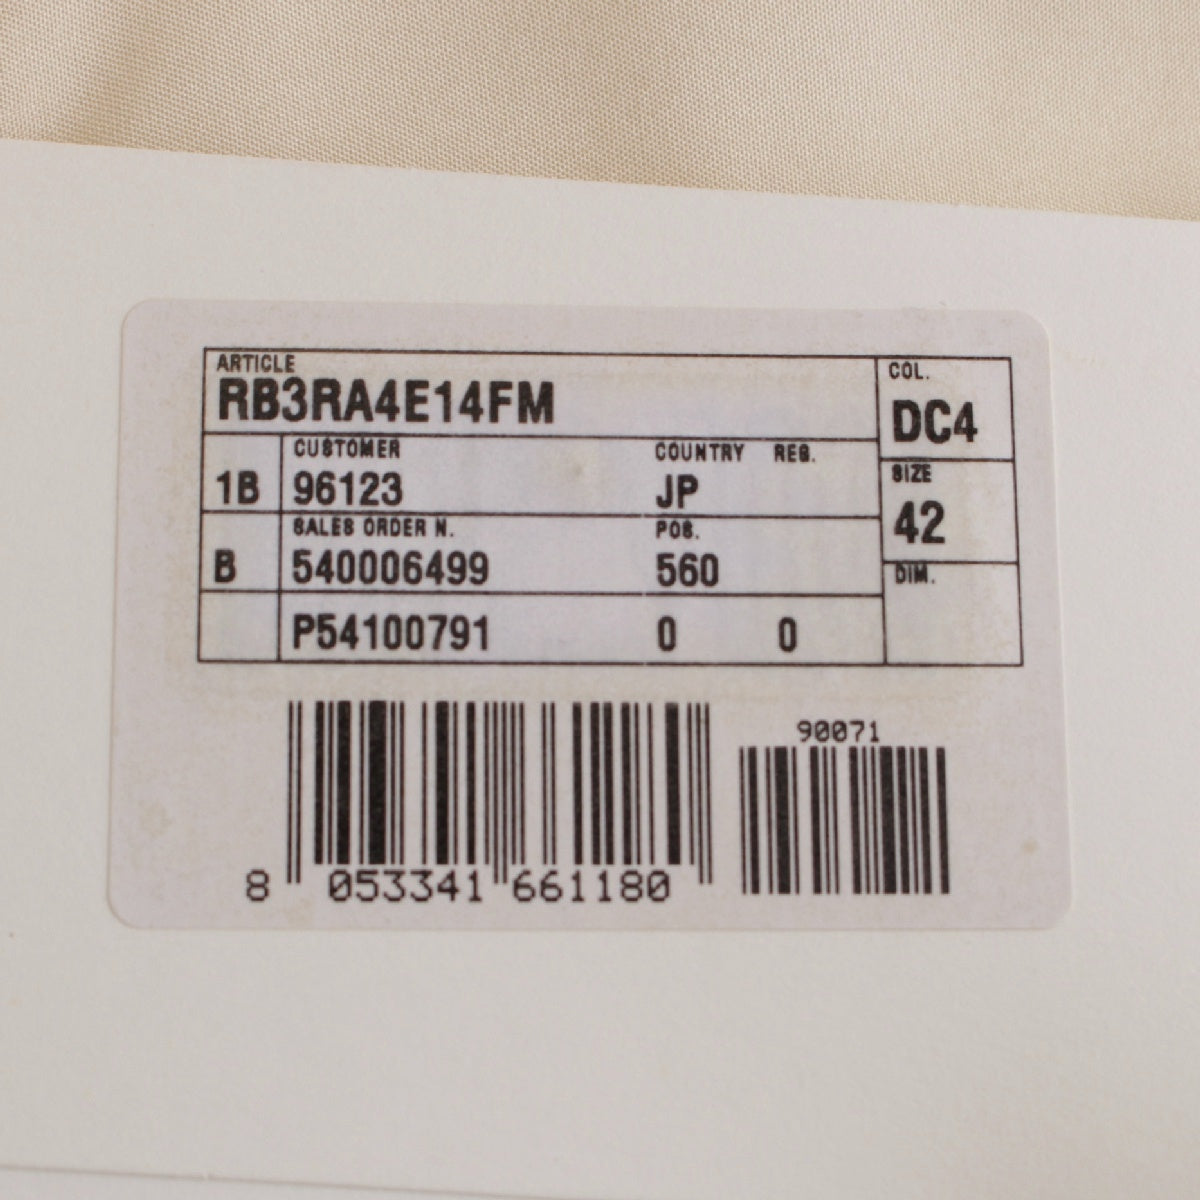 ARTICLE
RB3RA4E14FM
COL.
DC4
1B
CUSTOMER
96123
COUNTRY
JP
REG.
SIZE
42
B
SALES ORDER N.
540006499
POS.
560
DIM.
P54100791 0 0
90071
8 053341 661180